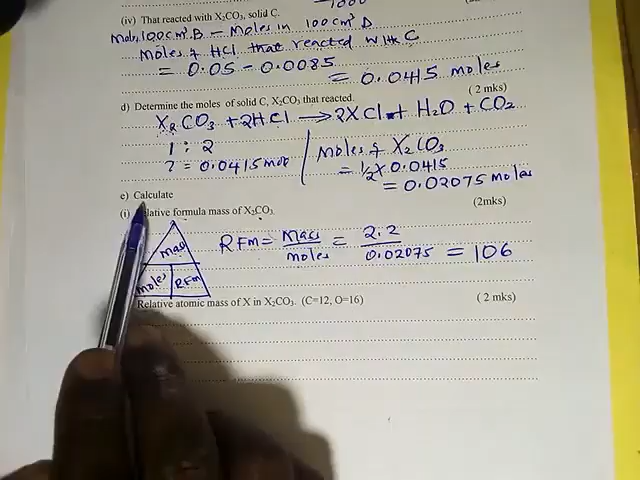 1000
(iv) That reacted with X₂CO₃, solid C.
Mols 100cm³ B – Moles in 100cm³ D
Moles of HCl that reacted with C
= 0.05 – 0.0085
= 0.0415 moles
(2 mks)
d) Determine the moles of solid C, X₂CO₃ that reacted.
X₂CO₃ + 2HCl → 2XCl + H₂O + CO₂
1 : 2
? = 0.0415mol
Moles of X₂CO₃
= ½ x 0.0415
= 0.02075 moles
e) Calculate
(i) Relative formula mass of X₂CO₃
(2mks)
mass
moles RFM
RFM = mass/moles = 2.2/0.02075 = 106
Relative atomic mass of X in X₂CO₃. (C=12, O=16) (2 mks)